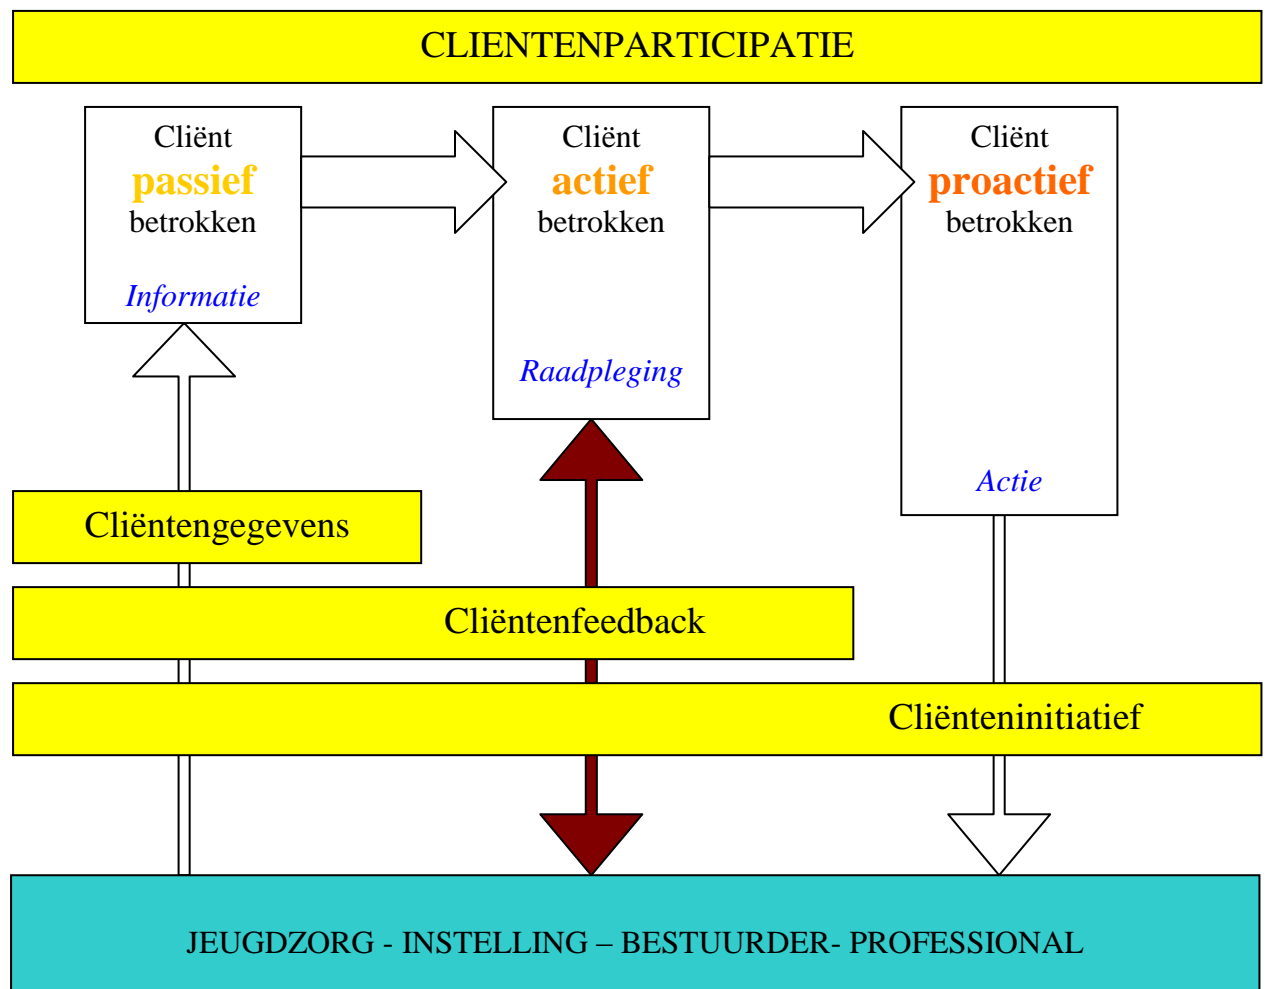 CLIENTENPARTICIPATIE
Cliënt
passief
betrokken
Informatie
Cliënt
actief
betrokken
Raadpleging
Cliënt
proactief
betrokken
Actie
Cliëntengegevens
Cliëntenfeedback
Cliënteninitiatief
JEUGDZORG - INSTELLING – BESTUURDER- PROFESSIONAL